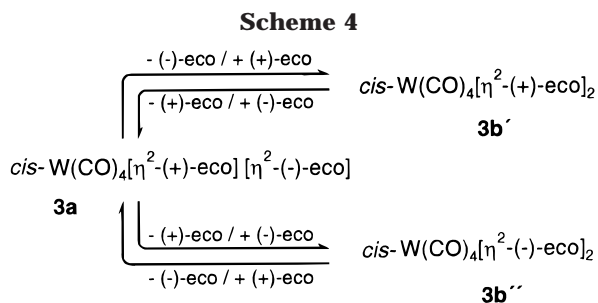 Scheme 4
- (-)-eco / + (+)-eco
- (+)-eco / + (-)-eco
cis- W(CO)₄[η²-(+)-eco]₂
3b´
cis- W(CO)₄[η²-(+)-eco] [η²-(-)-eco]
3a
- (+)-eco / + (-)-eco
- (-)-eco / + (+)-eco
cis- W(CO)₄[η²-(-)-eco]₂
3b´´